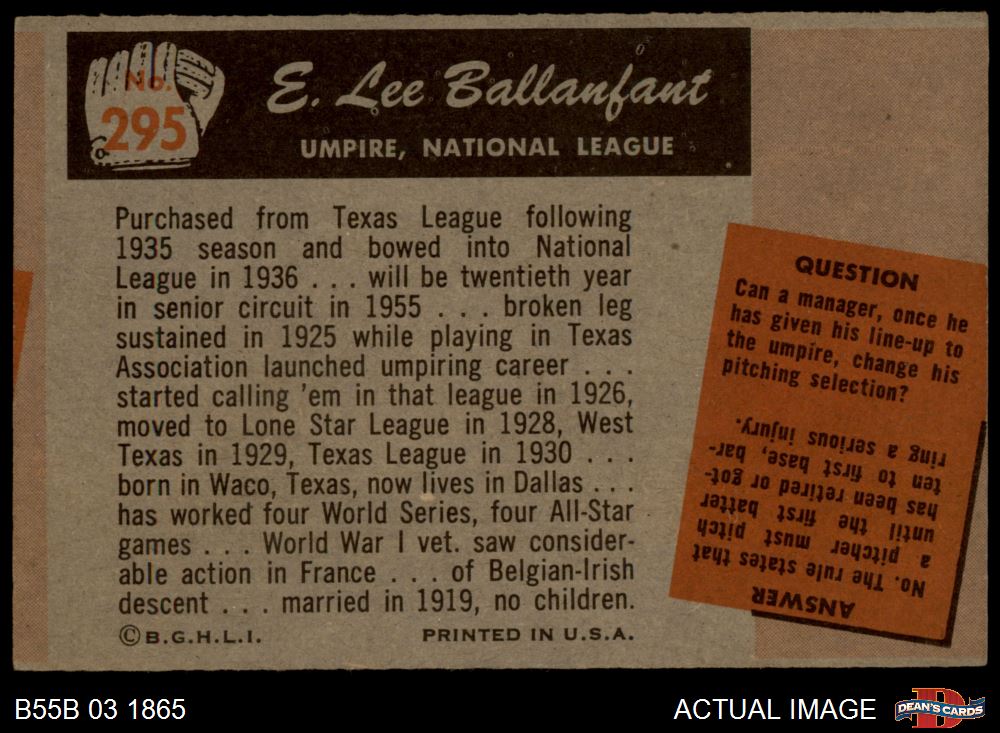 No.
295
E. Lee Ballanfant
UMPIRE, NATIONAL LEAGUE
Purchased from Texas League following
1935 season and bowed into National
League in 1936 . . . will be twentieth year
in senior circuit in 1955 . . . broken leg
sustained in 1925 while playing in Texas
Association launched umpiring career . . .
started calling 'em in that league in 1926,
moved to Lone Star League in 1928, West
Texas in 1929, Texas League in 1930 . . .
born in Waco, Texas, now lives in Dallas . . .
has worked four World Series, four All-Star
games . . . World War I vet. saw consider-
able action in France . . . of Belgian-Irish
descent . . . married in 1919, no children.
©B.G.H.L.I. PRINTED IN U.S.A.
QUESTION
Can a manager, once he
has given his line-up to
the umpire, change his
pitching selection?
ANSWER
No. The rule states that
a pitcher must pitch
until the first batter
has been retired or got-
ten to first base, bar-
ring a serious injury.
B55B 03 1865
ACTUAL IMAGE
D
DEAN'S CARDS